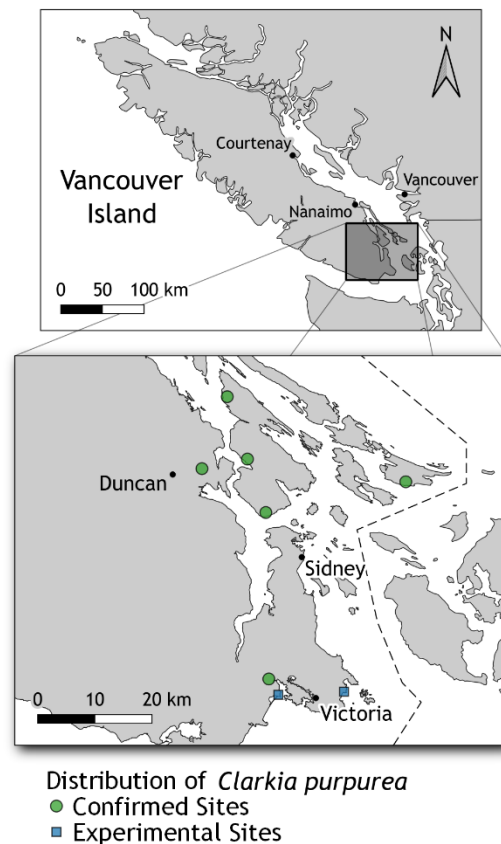 N
Courtenay
Vancouver
Vancouver
Island
Nanaimo
0 50 100 km
Duncan
Sidney
0 10 20 km
Victoria
Distribution of Clarkia purpurea
Confirmed Sites
Experimental Sites